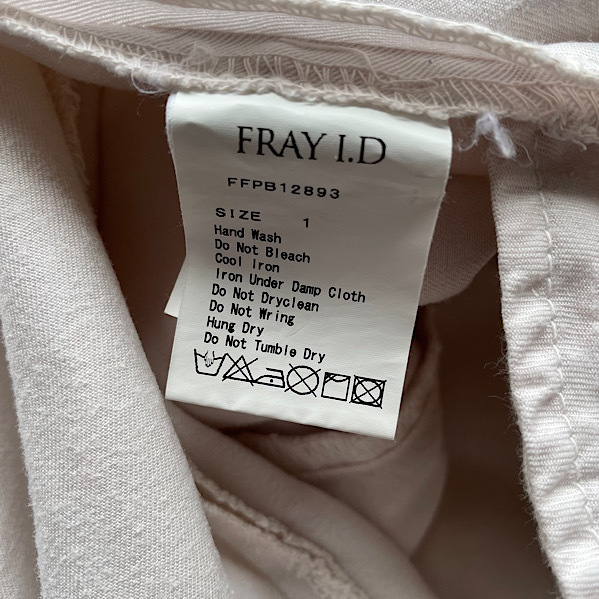 FRAY I.D
FFPB12893
SIZE 1
Hand Wash
Do Not Bleach
Cool Iron
Iron Under Damp Cloth
Do Not Dryclean
Do Not Wring
Hung Dry
Do Not Tumble Dry